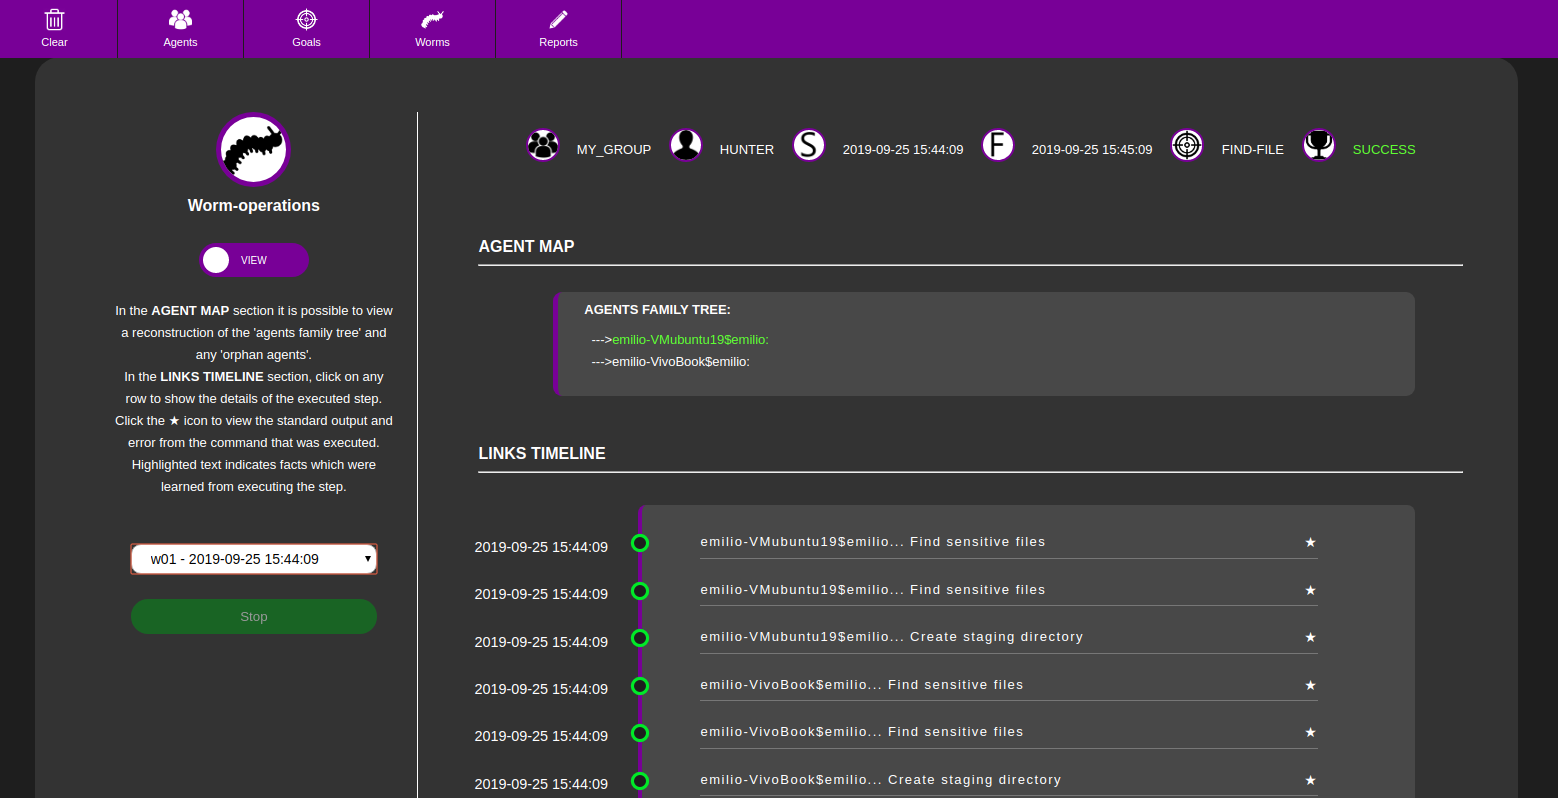 Clear
Agents
Goals
Worms
Reports
Worm-operations
VIEW
In the AGENT MAP section it is possible to view
a reconstruction of the 'agents family tree' and
any 'orphan agents'.
In the LINKS TIMELINE section, click on any
row to show the details of the executed step.
Click the ★ icon to view the standard output and
error from the command that was executed.
Highlighted text indicates facts which were
learned from executing the step.
w01 - 2019-09-25 15:44:09
Stop
MY_GROUP
HUNTER
S
2019-09-25 15:44:09
F
2019-09-25 15:45:09
FIND-FILE
SUCCESS
AGENT MAP
AGENTS FAMILY TREE:
--->emilio-VMubuntu19$emilio:
--->emilio-VivoBook$emilio:
LINKS TIMELINE
2019-09-25 15:44:09 emilio-VMubuntu19$emilio... Find sensitive files ★
2019-09-25 15:44:09 emilio-VMubuntu19$emilio... Find sensitive files ★
2019-09-25 15:44:09 emilio-VMubuntu19$emilio... Create staging directory ★
2019-09-25 15:44:09 emilio-VivoBook$emilio... Find sensitive files ★
2019-09-25 15:44:09 emilio-VivoBook$emilio... Find sensitive files ★
2019-09-25 15:44:09 emilio-VivoBook$emilio... Create staging directory ★